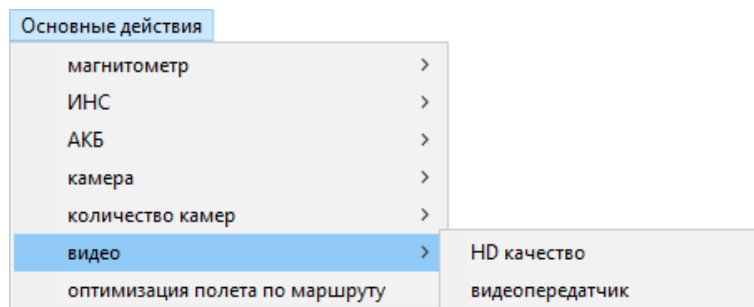 Основные действия
магнитометр
ИНС
АКБ
камера
количество камер
видео
HD качество
оптимизация полета по маршруту
видеопередатчик